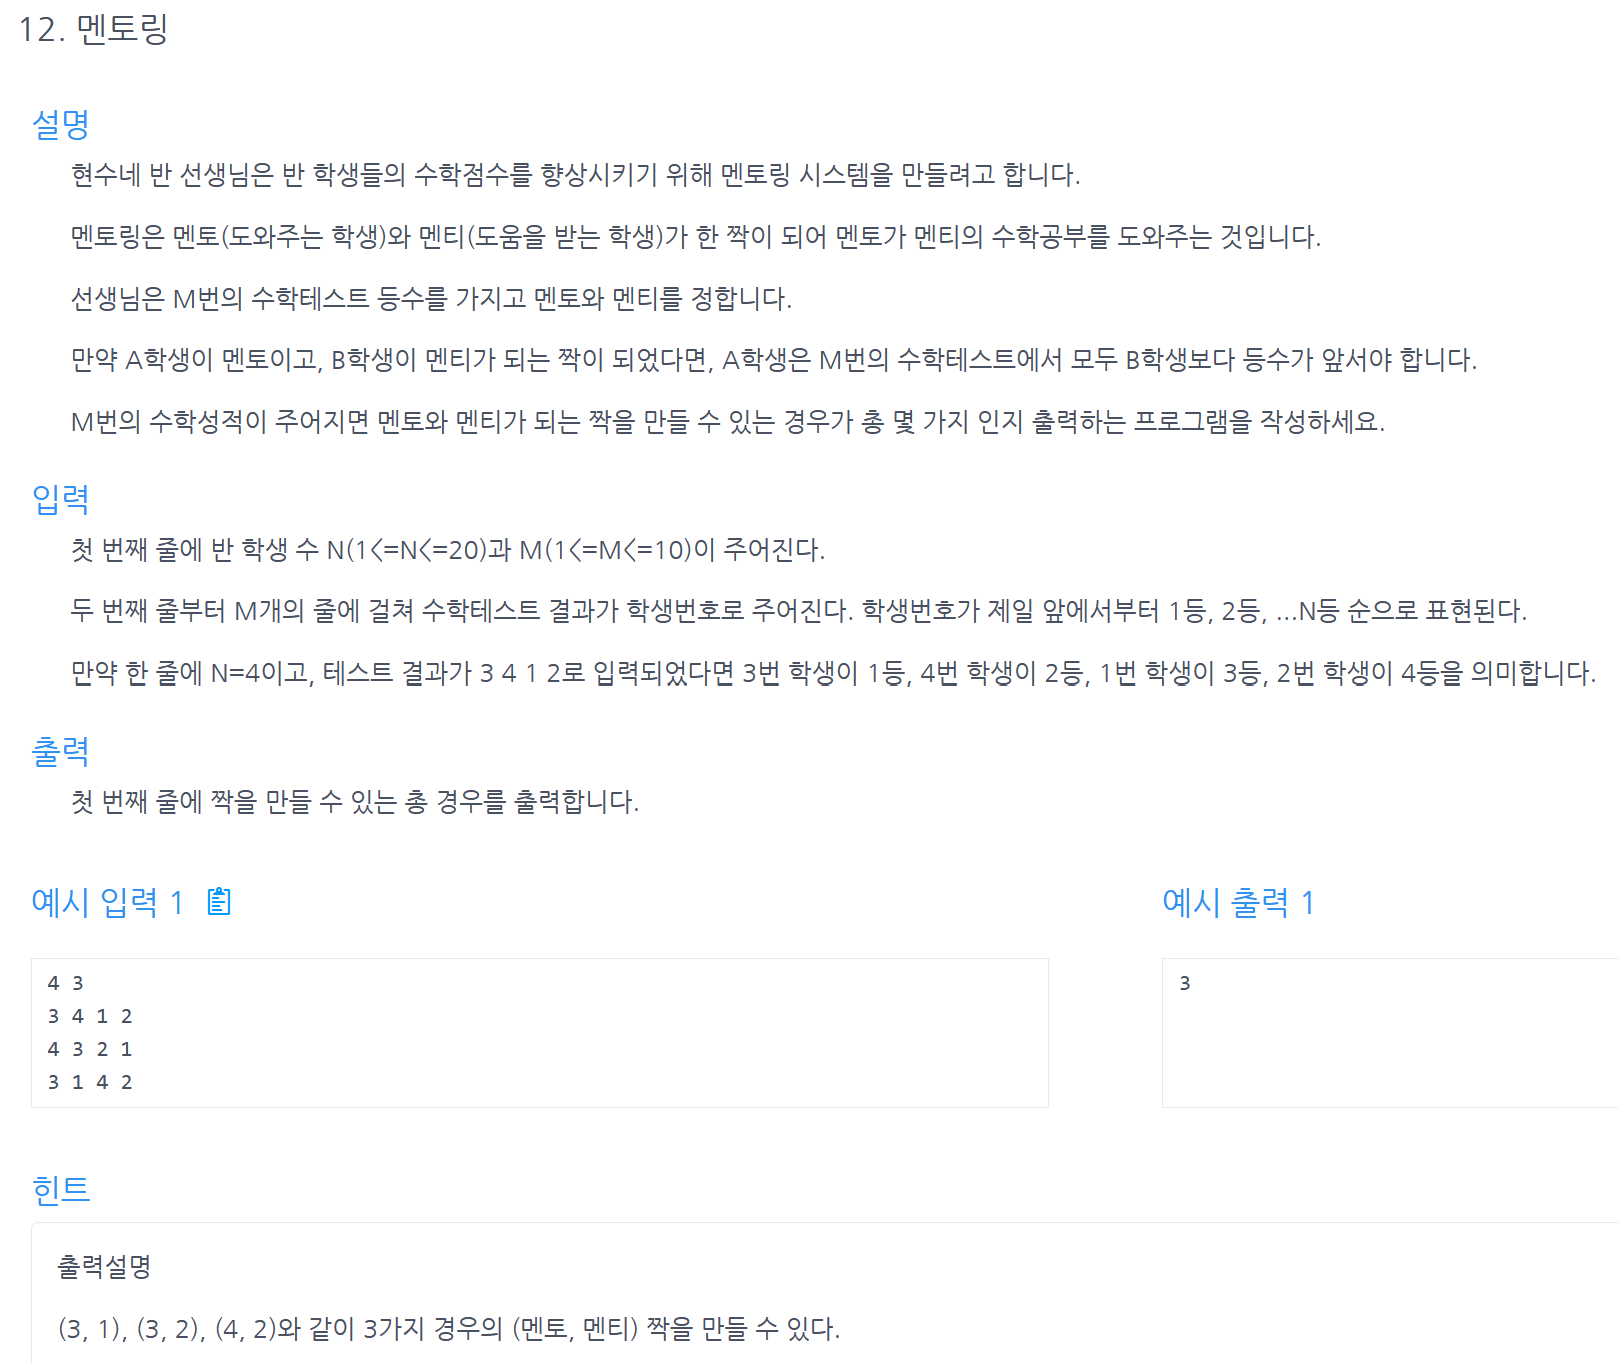 12. 멘토링
설명
현수네 반 선생님은 반 학생들의 수학점수를 향상시키기 위해 멘토링 시스템을 만들려고 합니다.
멘토링은 멘토(도와주는 학생)와 멘티(도움을 받는 학생)가 한 짝이 되어 멘토가 멘티의 수학공부를 도와주는 것입니다.
선생님은 M번의 수학테스트 등수를 가지고 멘토와 멘티를 정합니다.
만약 A학생이 멘토이고, B학생이 멘티가 되는 짝이 되었다면, A학생은 M번의 수학테스트에서 모두 B학생보다 등수가 앞서야 합니다.
M번의 수학성적이 주어지면 멘토와 멘티가 되는 짝을 만들 수 있는 경우가 총 몇 가지 인지 출력하는 프로그램을 작성하세요.
입력
첫 번째 줄에 반 학생 수 N(1<=N<=20)과 M(1<=M<=10)이 주어진다.
두 번째 줄부터 M개의 줄에 걸쳐 수학테스트 결과가 학생번호로 주어진다. 학생번호가 제일 앞에서부터 1등, 2등, ...N등 순으로 표현된다.
만약 한 줄에 N=4이고, 테스트 결과가 3 4 1 2로 입력되었다면 3번 학생이 1등, 4번 학생이 2등, 1번 학생이 3등, 2번 학생이 4등을 의미합니다.
출력
첫 번째 줄에 짝을 만들 수 있는 총 경우를 출력합니다.
예시 입력 1
4 3
3 4 1 2
4 3 2 1
3 1 4 2
예시 출력 1
3
힌트
출력설명
(3, 1), (3, 2), (4, 2)와 같이 3가지 경우의 (멘토, 멘티) 짝을 만들 수 있다.